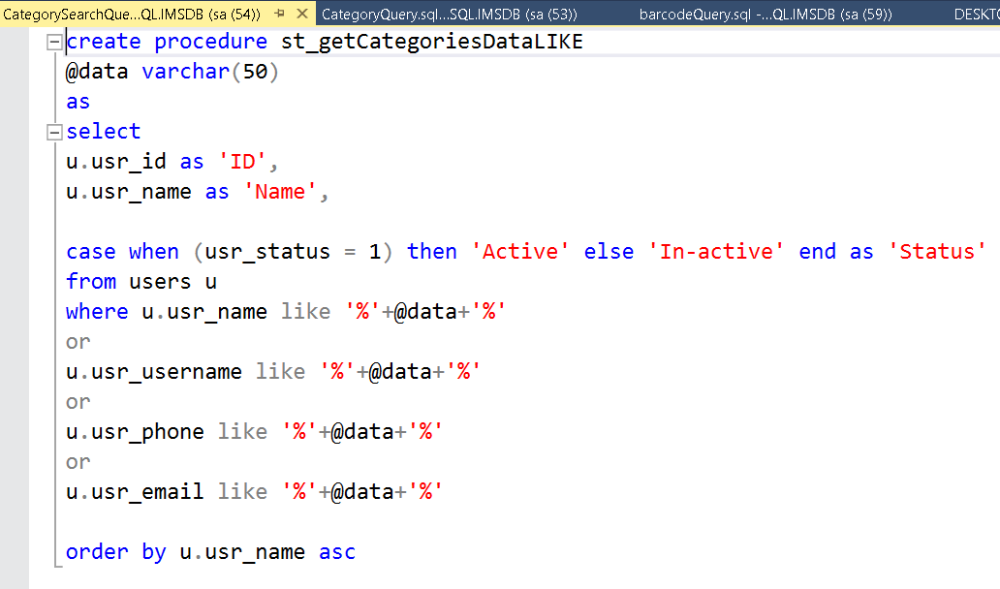 CategorySearchQue...QL.IMSDB (sa (54)) CategoryQuery.sql...SQL.IMSDB (sa (53)) barcodeQuery.sql -...QL.IMSDB (sa (59)) DESKT
create procedure st_getCategoriesDataLIKE
@data varchar(50)
as
select
u.usr_id as 'ID',
u.usr_name as 'Name',
case when (usr_status = 1) then 'Active' else 'In-active' end as 'Status'
from users u
where u.usr_name like '%'+@data+'%'
or
u.usr_username like '%'+@data+'%'
or
u.usr_phone like '%'+@data+'%'
or
u.usr_email like '%'+@data+'%'
order by u.usr_name asc